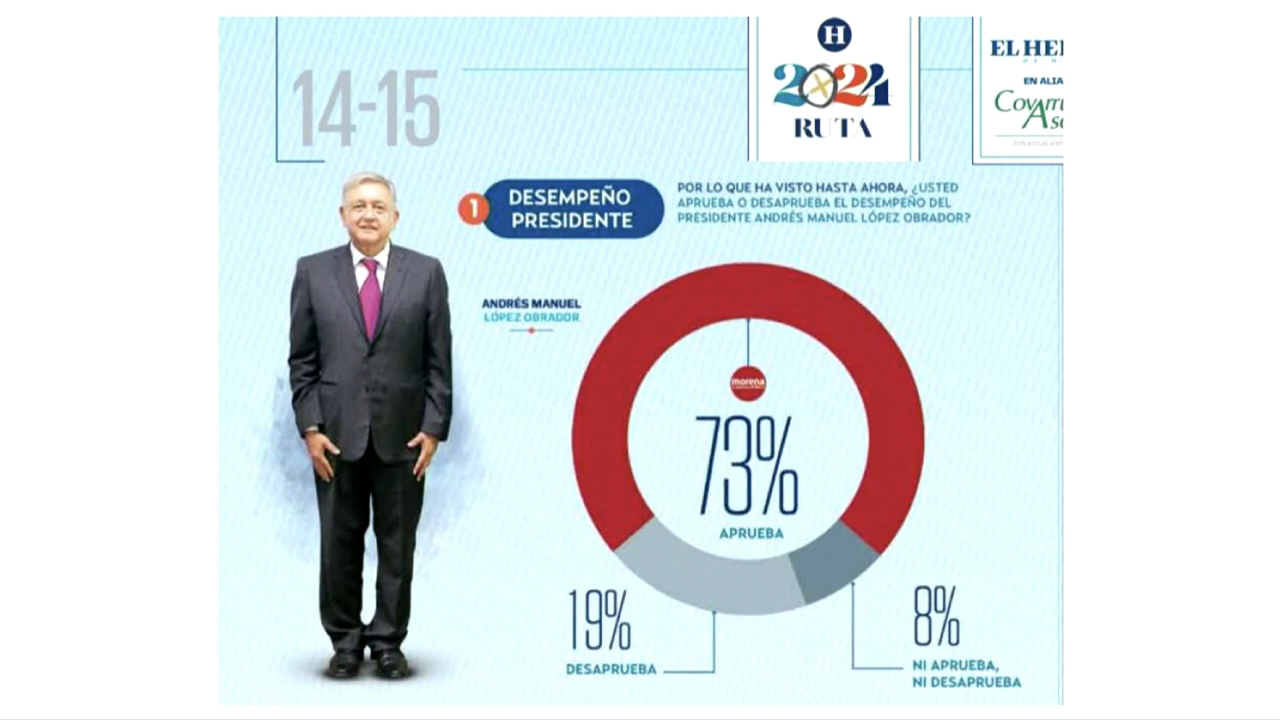 14-15
H
2024
RUTA
EL HE
EN ALIA
1
DESEMPEÑO
PRESIDENTE
POR LO QUE HA VISTO HASTA AHORA, ¿USTED
APRUEBA O DESAPRUEBA EL DESEMPEÑO DEL
PRESIDENTE ANDRÉS MANUEL LÓPEZ OBRADOR?
ANDRÉS MANUEL
LÓPEZ OBRADOR
morena
73%
APRUEBA
19%
DESAPRUEBA
8%
NI APRUEBA,
NI DESAPRUEBA